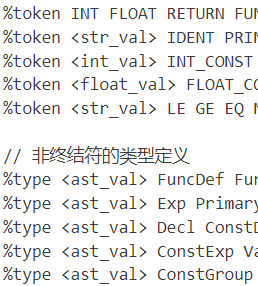 %token INT FLOAT RETURN FUN
%token <str_val> IDENT PRIN
%token <int_val> INT_CONST
%token <float_val> FLOAT_CO
%token <str_val> LE GE EQ N
// 非终结符的类型定义
%type <ast_val> FuncDef Fun
%type <ast_val> Exp Primary
%type <ast_val> Decl ConstD
%type <ast_val> ConstExp Va
%type <ast_val> ConstGroup